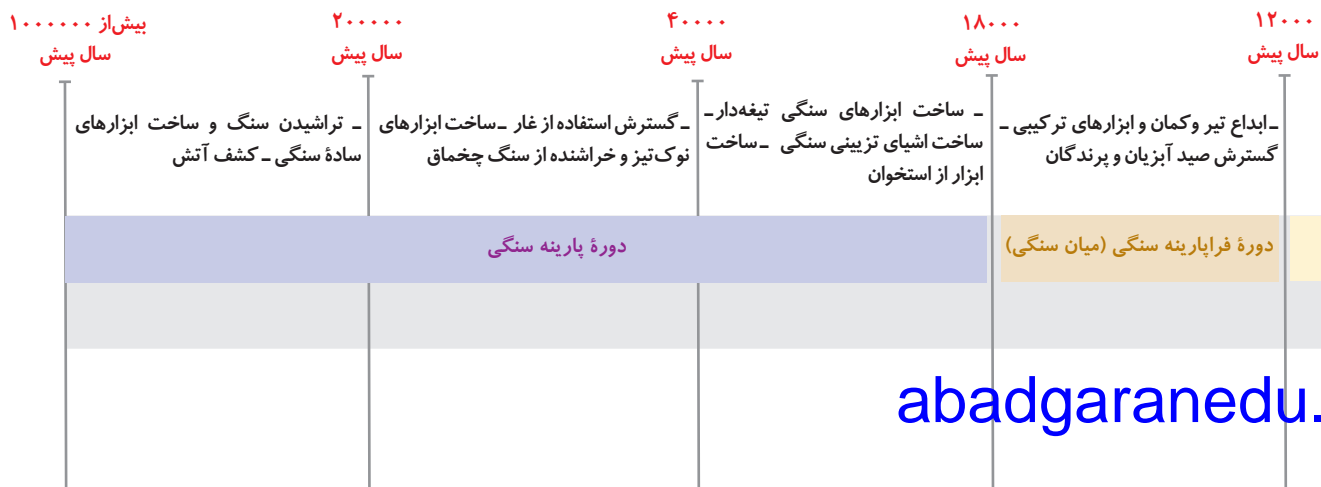 بیش‌از ۱۰۰۰۰۰۰
سال پیش
۲۰۰۰۰۰
سال پیش
۴۰۰۰۰
سال پیش
۱۸۰۰۰
سال پیش
۱۲۰۰۰
سال پیش
ـ تراشیدن سنگ و ساخت ابزارهای
سادهٔ سنگی ـ کشف آتش
ـ گسترش استفاده از غار ـ ساخت ابزارهای
نوک‌تیز و خراشنده از سنگ چخماق
ـ ساخت ابزارهای سنگی تیغه‌دار ـ
ساخت اشیای تزیینی سنگی ـ ساخت
ابزار از استخوان
ـ ابداع تیر و کمان و ابزارهای ترکیبی ـ
گسترش صید آبزیان و پرندگان
دورهٔ پارینه سنگی
دورهٔ فراپارینه سنگی (میان سنگی)
abadgaranedu.